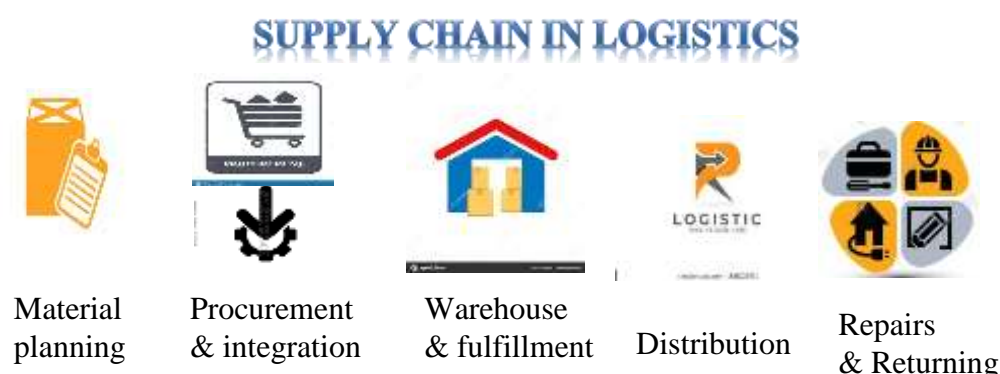 SUPPLY CHAIN IN LOGISTICS
LOGISTIC
Material
planning
Procurement
& integration
Warehouse
& fulfillment
Distribution
Repairs
& Returning